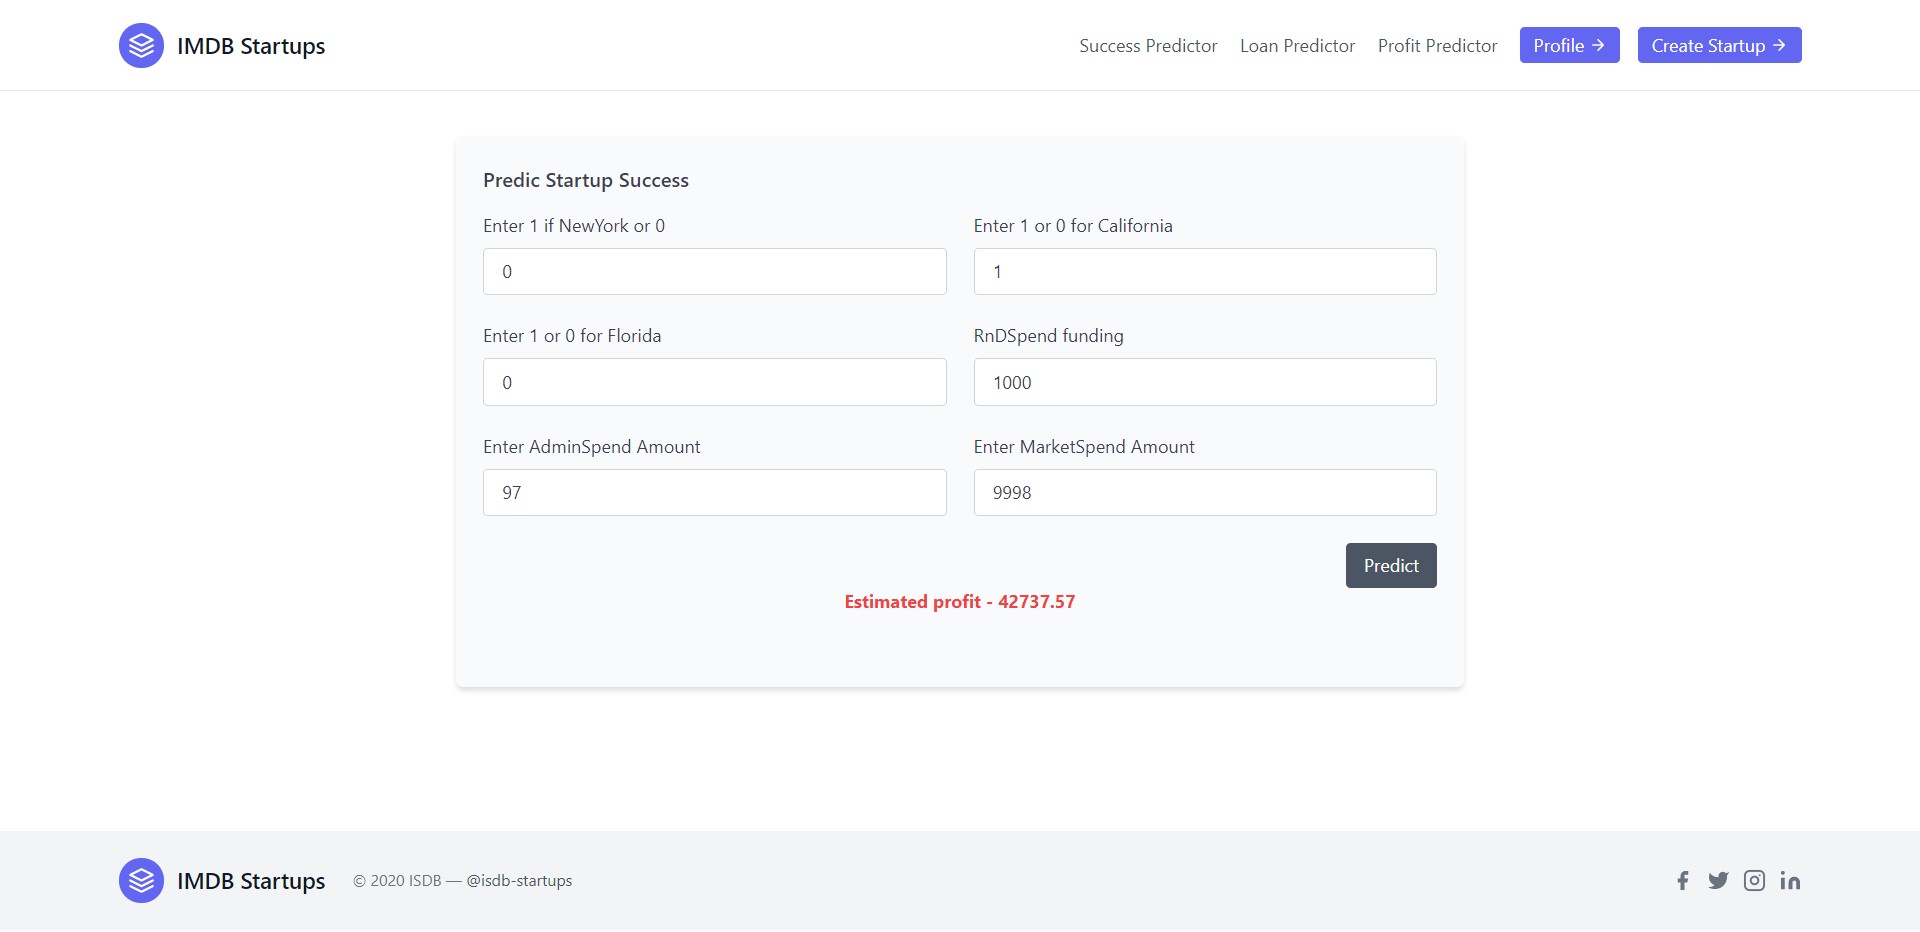 IMDB Startups
Success Predictor Loan Predictor Profit Predictor Profile → Create Startup →
Predic Startup Success
Enter 1 if NewYork or 0
0
Enter 1 or 0 for California
1
Enter 1 or 0 for Florida
0
RnDSpend funding
1000
Enter AdminSpend Amount
97
Enter MarketSpend Amount
9998
Predict
Estimated profit - 42737.57
IMDB Startups
© 2020 ISDB — @isdb-startups